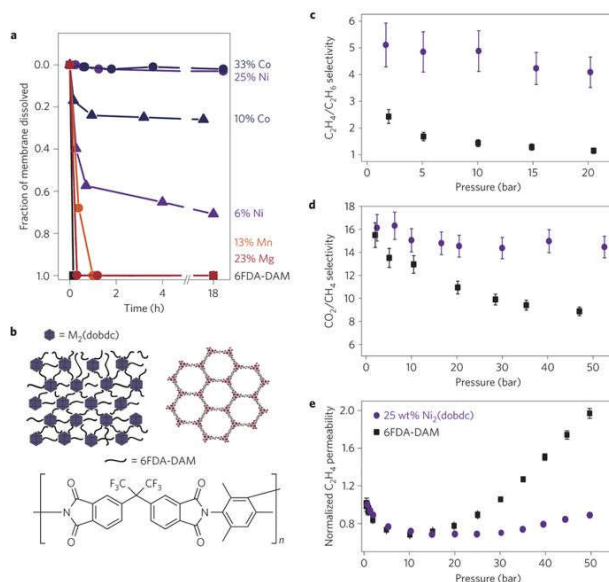 a
0.0
0.2
0.4
0.6
0.8
1.0
Fraction of membrane dissolved
0 2 4 18
Time (h)
33% Co
25% Ni
10% Co
6% Ni
13% Mn
23% Mg
6FDA-DAM
b
= M2(dobdc)
= 6FDA-DAM
F3C CF3
O O O O
N N
n
c
6
5
4
3
2
1
C2H4/C2H6 selectivity
0 5 10 15 20
Pressure (bar)
d
18
16
14
12
10
8
6
CO2/CH4 selectivity
0 10 20 30 40 50
Pressure (bar)
e
25 wt% Ni2(dobdc)
6FDA-DAM
2.0
1.6
1.2
0.8
Normalized C2H4 permeability
0 10 20 30 40 50
Pressure (bar)